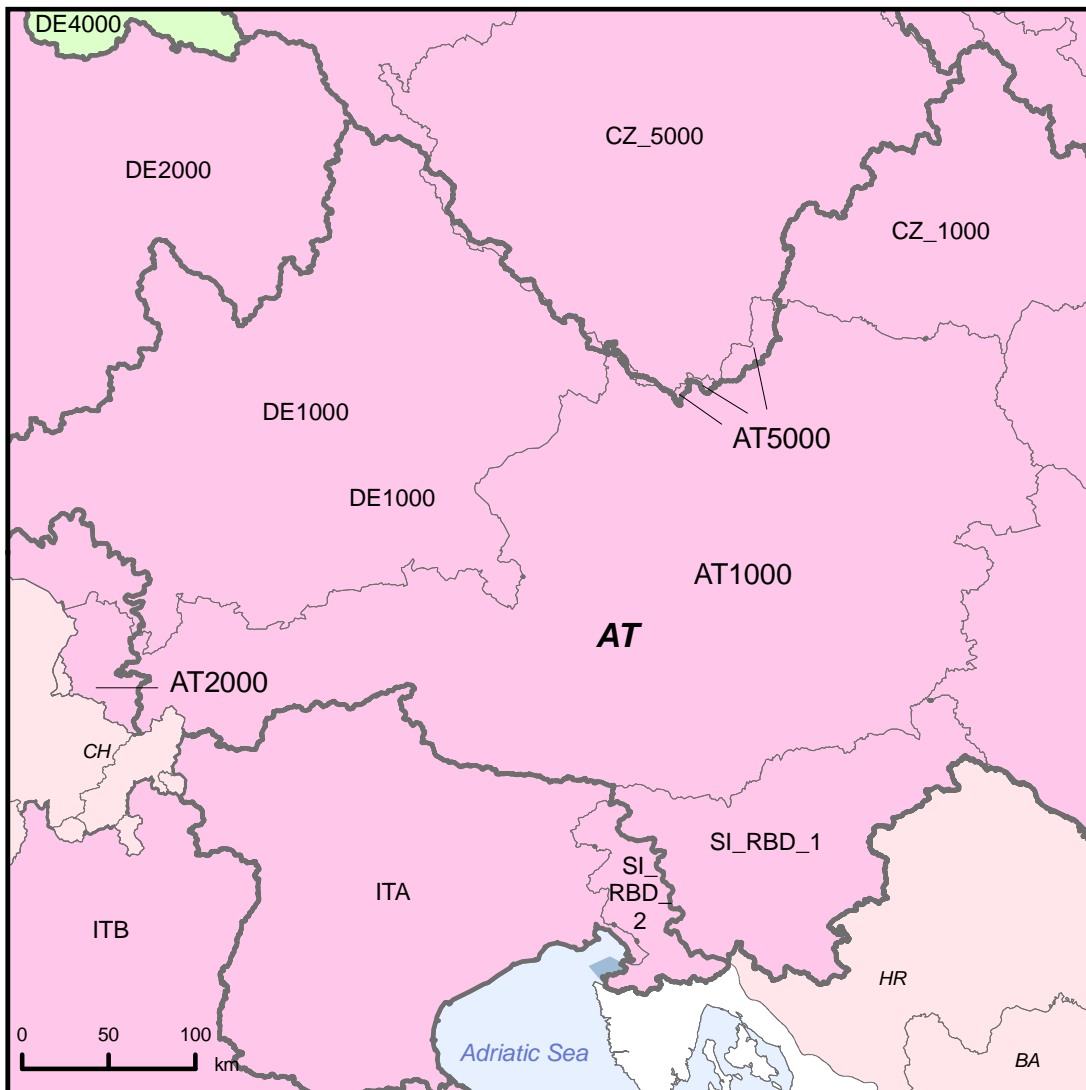 DE4000
CZ_5000
DE2000
CZ_1000
DE1000
AT5000
DE1000
AT1000
AT
AT2000
CH
SI_RBD_1
SI_
RBD_
2
ITA
ITB
HR
0 50 100
km
Adriatic Sea
BA